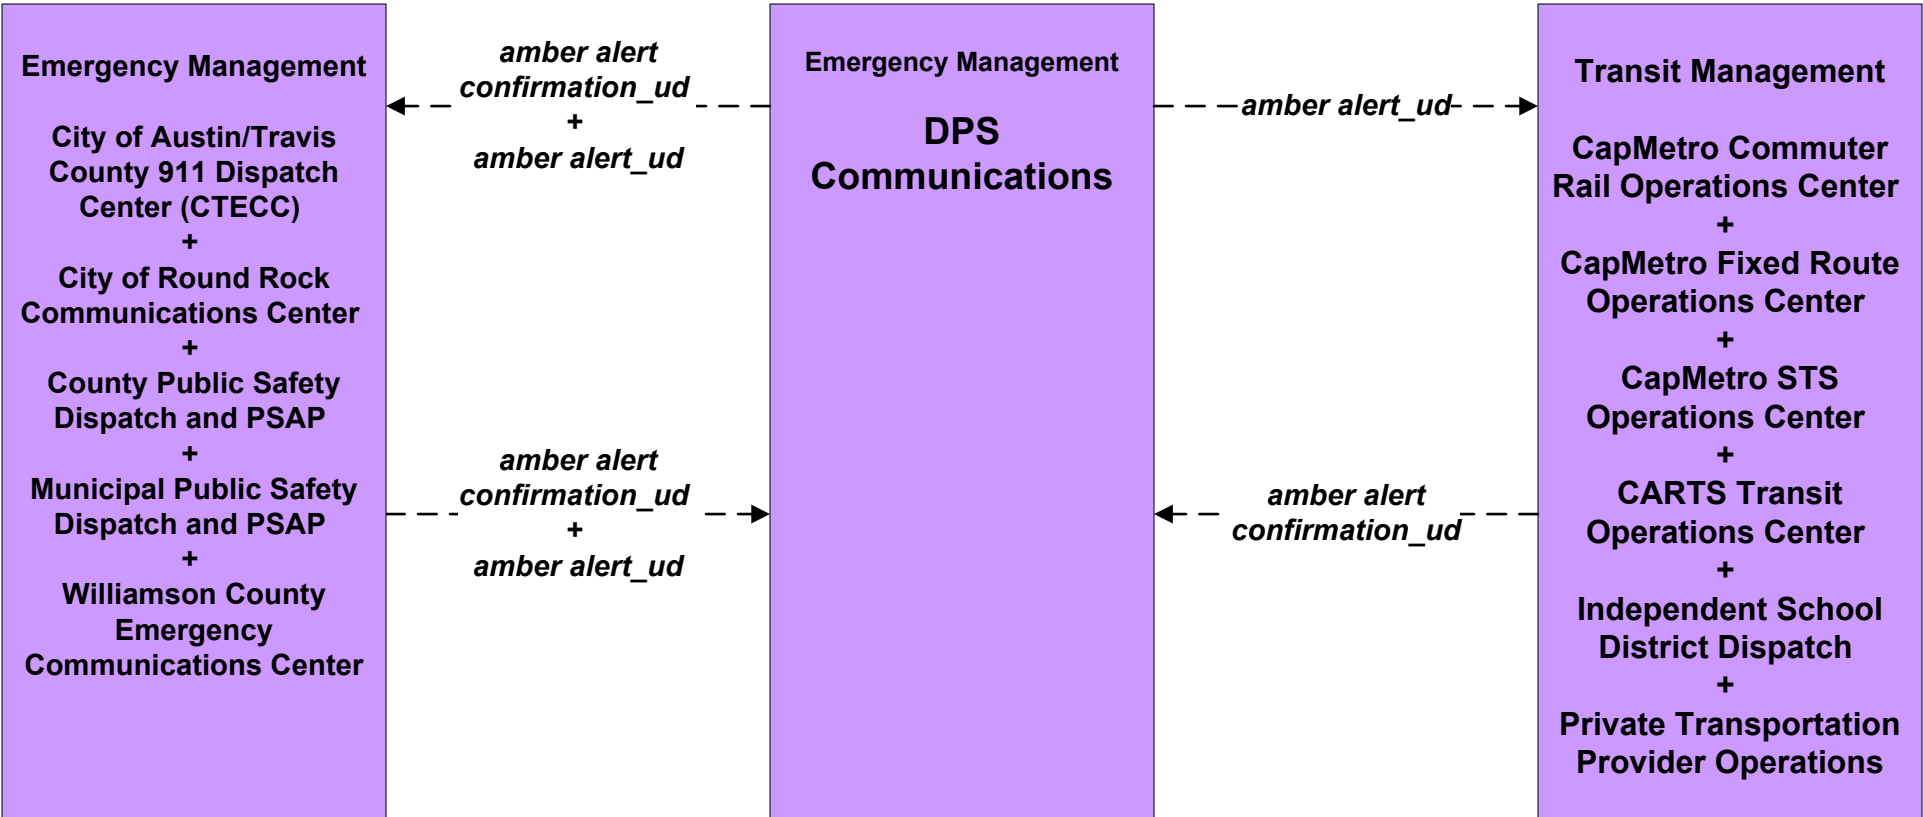 Emergency Management
City of Austin/Travis
County 911 Dispatch
Center (CTECC)
+
City of Round Rock
Communications Center
+
County Public Safety
Dispatch and PSAP
+
Municipal Public Safety
Dispatch and PSAP
+
Williamson County
Emergency
Communications Center
amber alert
confirmation_ud
+
amber alert_ud
amber alert
confirmation_ud
+
amber alert_ud
Emergency Management
DPS
Communications
amber alert_ud
amber alert
confirmation_ud
Transit Management
CapMetro Commuter
Rail Operations Center
+
CapMetro Fixed Route
Operations Center
+
CapMetro STS
Operations Center
+
CARTS Transit
Operations Center
+
Independent School
District Dispatch
+
Private Transportation
Provider Operations